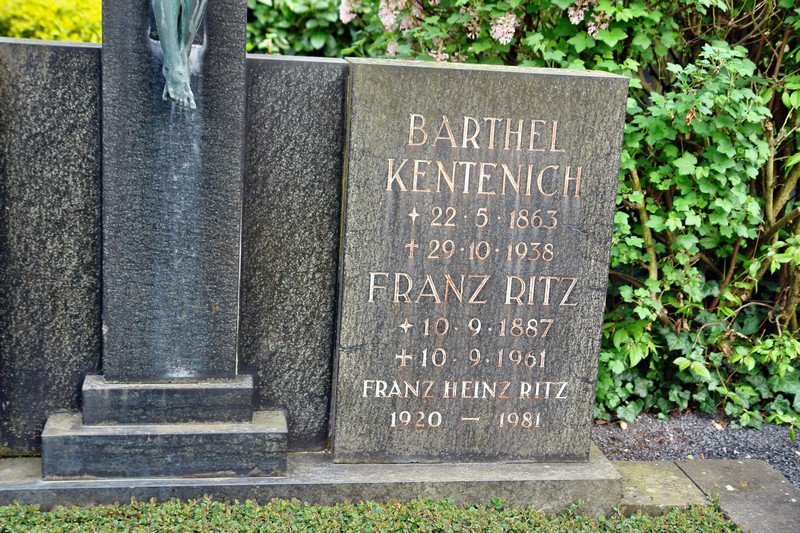 BARTHEL
KENTENICH
✦ 22·5·1863
✝ 29·10·1938
FRANZ RITZ
✦ 10·9·1887
✝ 10·9·1961
FRANZ HEINZ RITZ
1920 — 1981